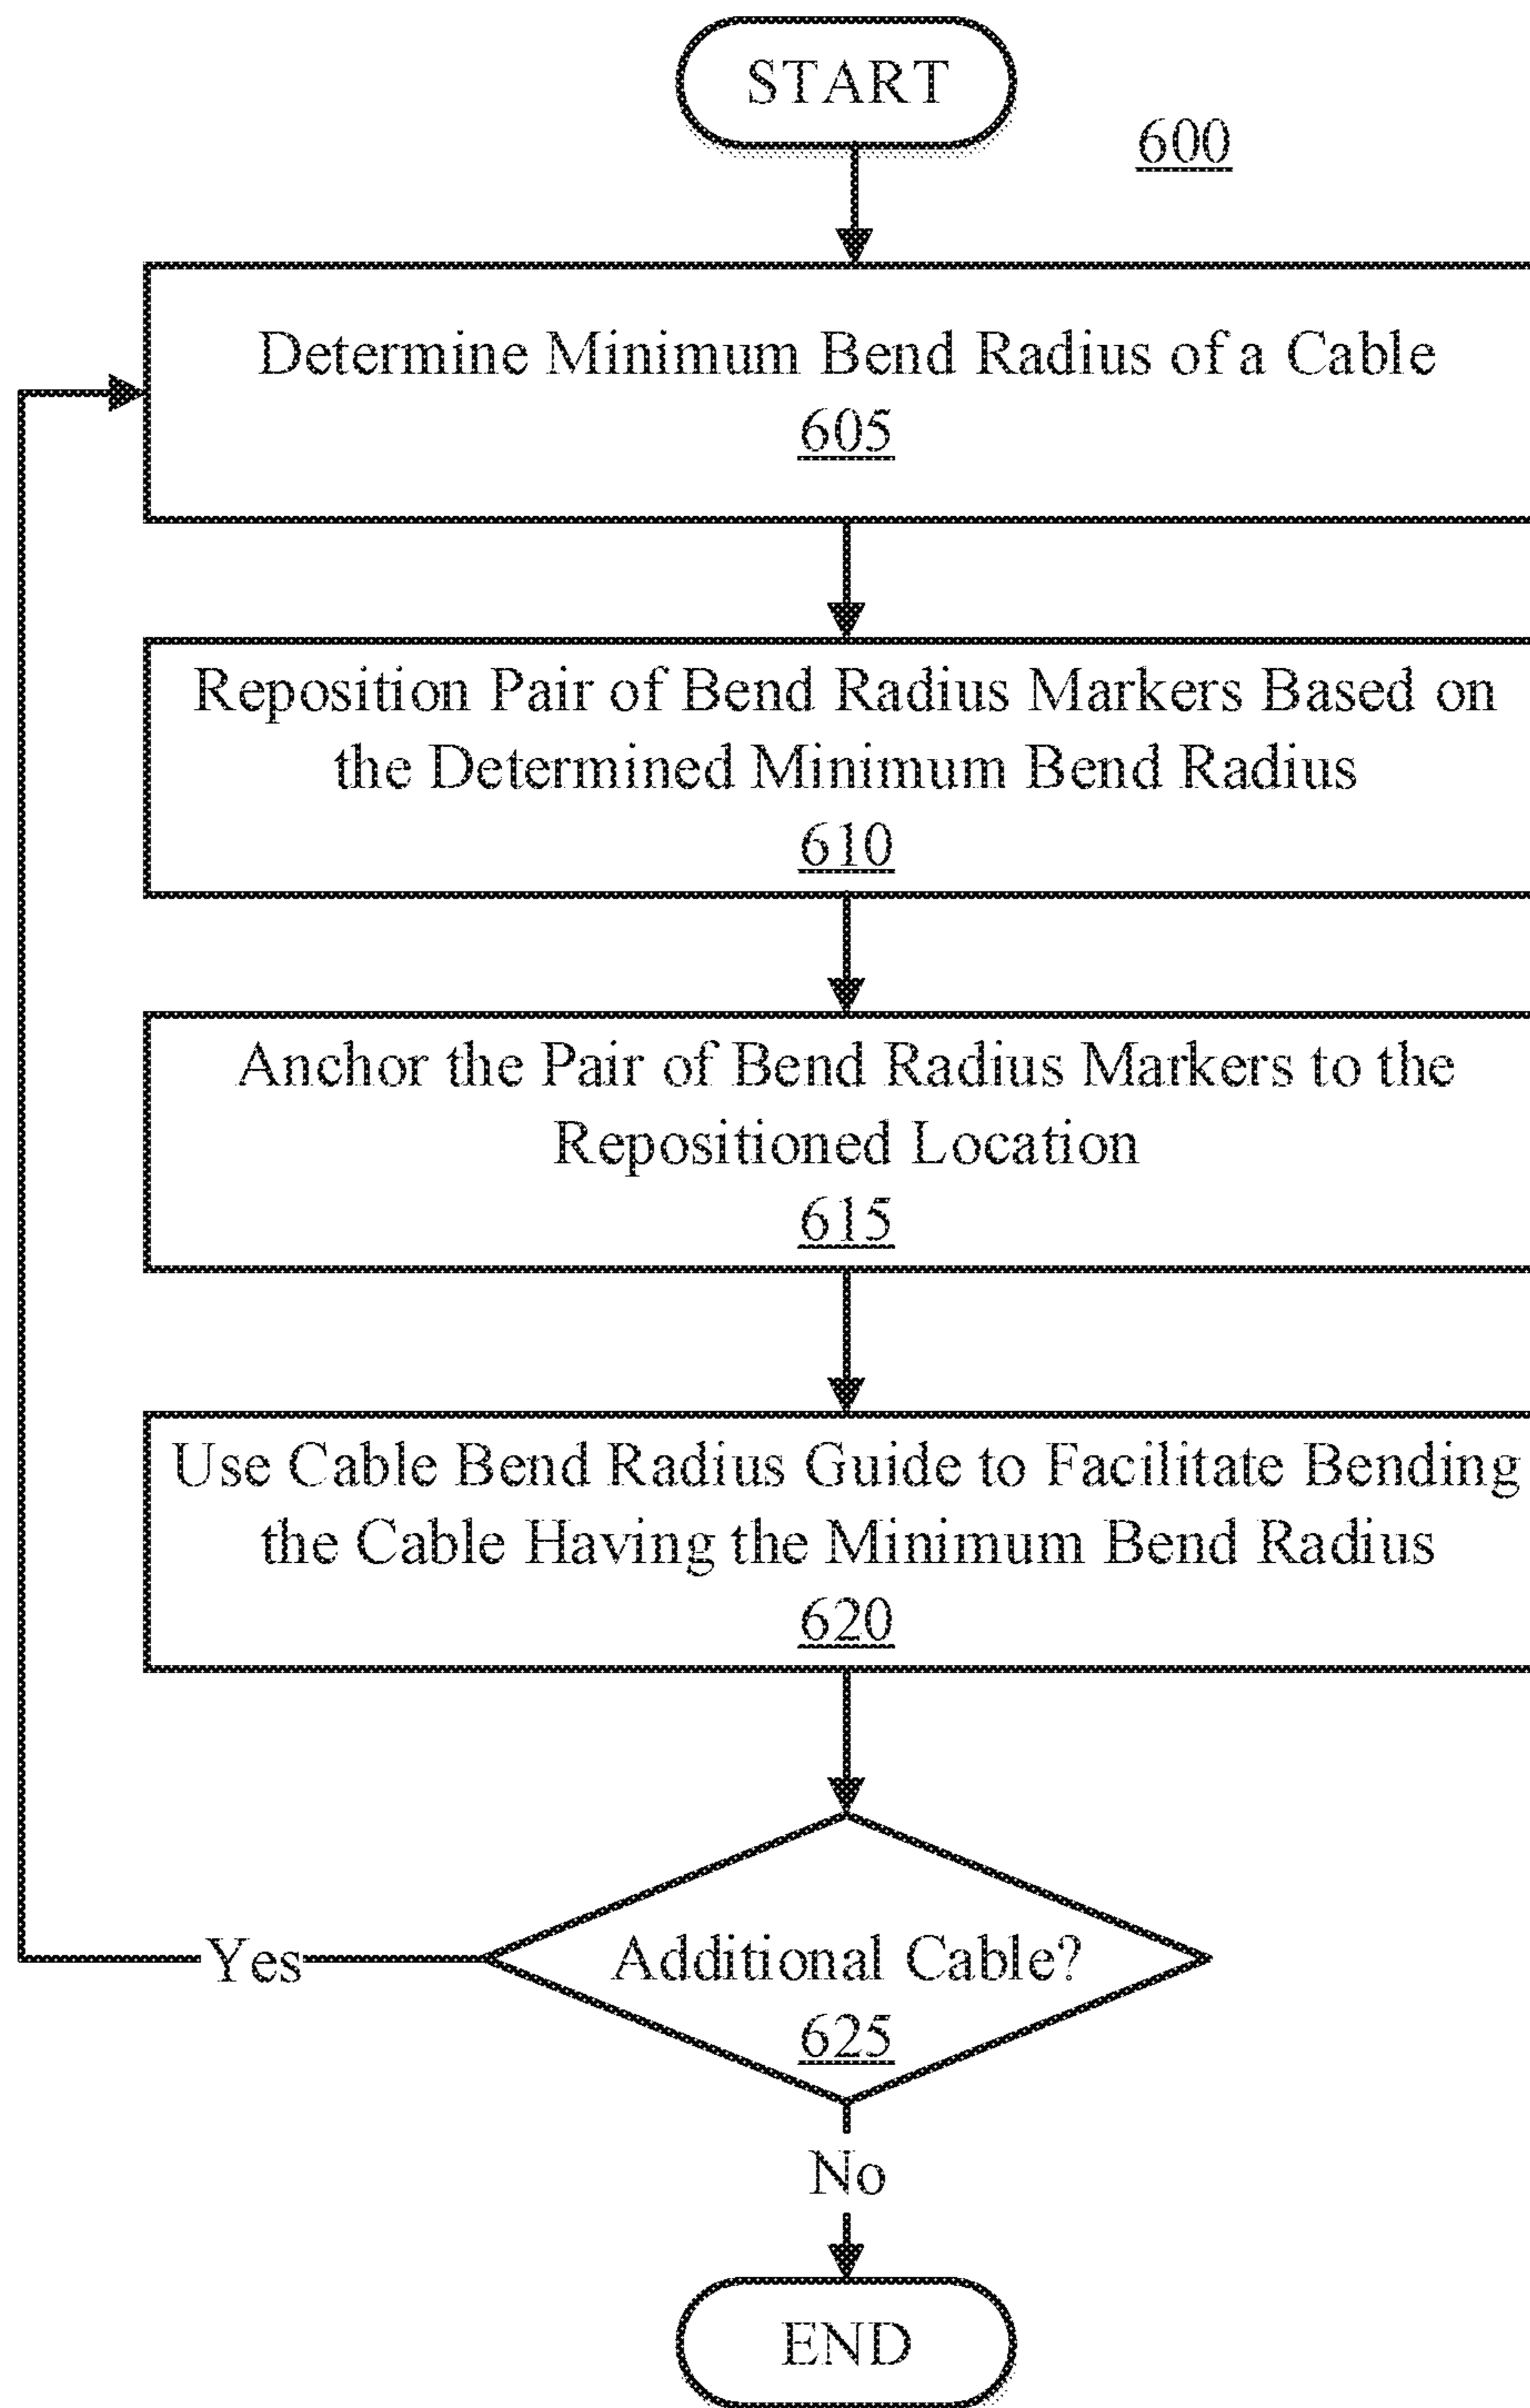 START
600
Determine Minimum Bend Radius of a Cable
605
Reposition Pair of Bend Radius Markers Based on
the Determined Minimum Bend Radius
610
Anchor the Pair of Bend Radius Markers to the
Repositioned Location
615
Use Cable Bend Radius Guide to Facilitate Bending
the Cable Having the Minimum Bend Radius
620
Additional Cable?
625
Yes
No
END